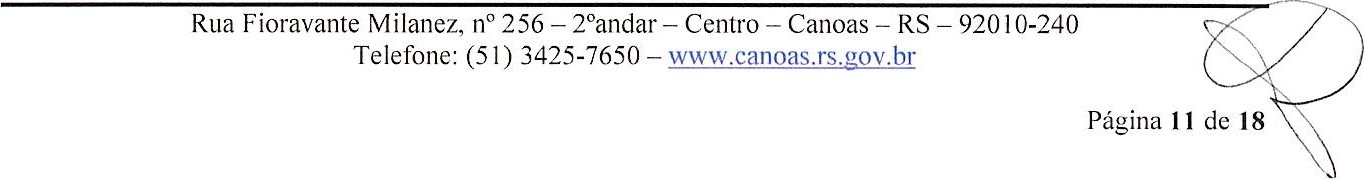 Rua Fioravante Milanez, nº 256 – 2ºandar – Centro – Canoas – RS – 92010-240
Telefone: (51) 3425-7650 – www.canoas.rs.gov.br
Página 11 de 18